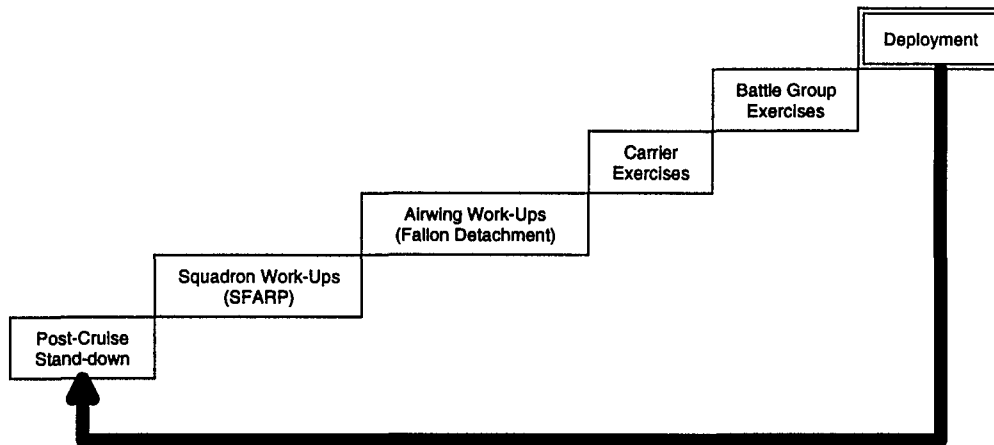 Deployment
Battle Group
Exercises
Carrier
Exercises
Airwing Work-Ups
(Fallon Detachment)
Squadron Work-Ups
(SFARP)
Post-Cruise
Stand-down